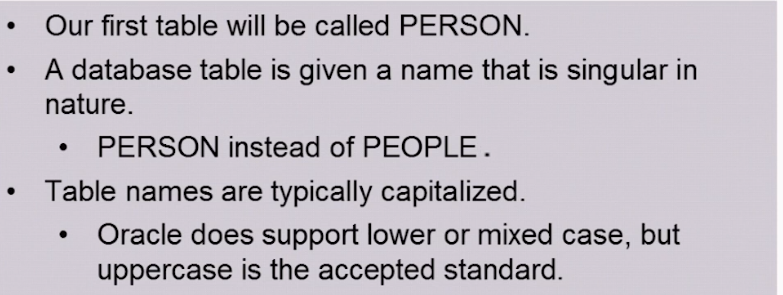 • Our first table will be called PERSON.
• A database table is given a name that is singular in
nature.
• PERSON instead of PEOPLE .
• Table names are typically capitalized.
• Oracle does support lower or mixed case, but
uppercase is the accepted standard.